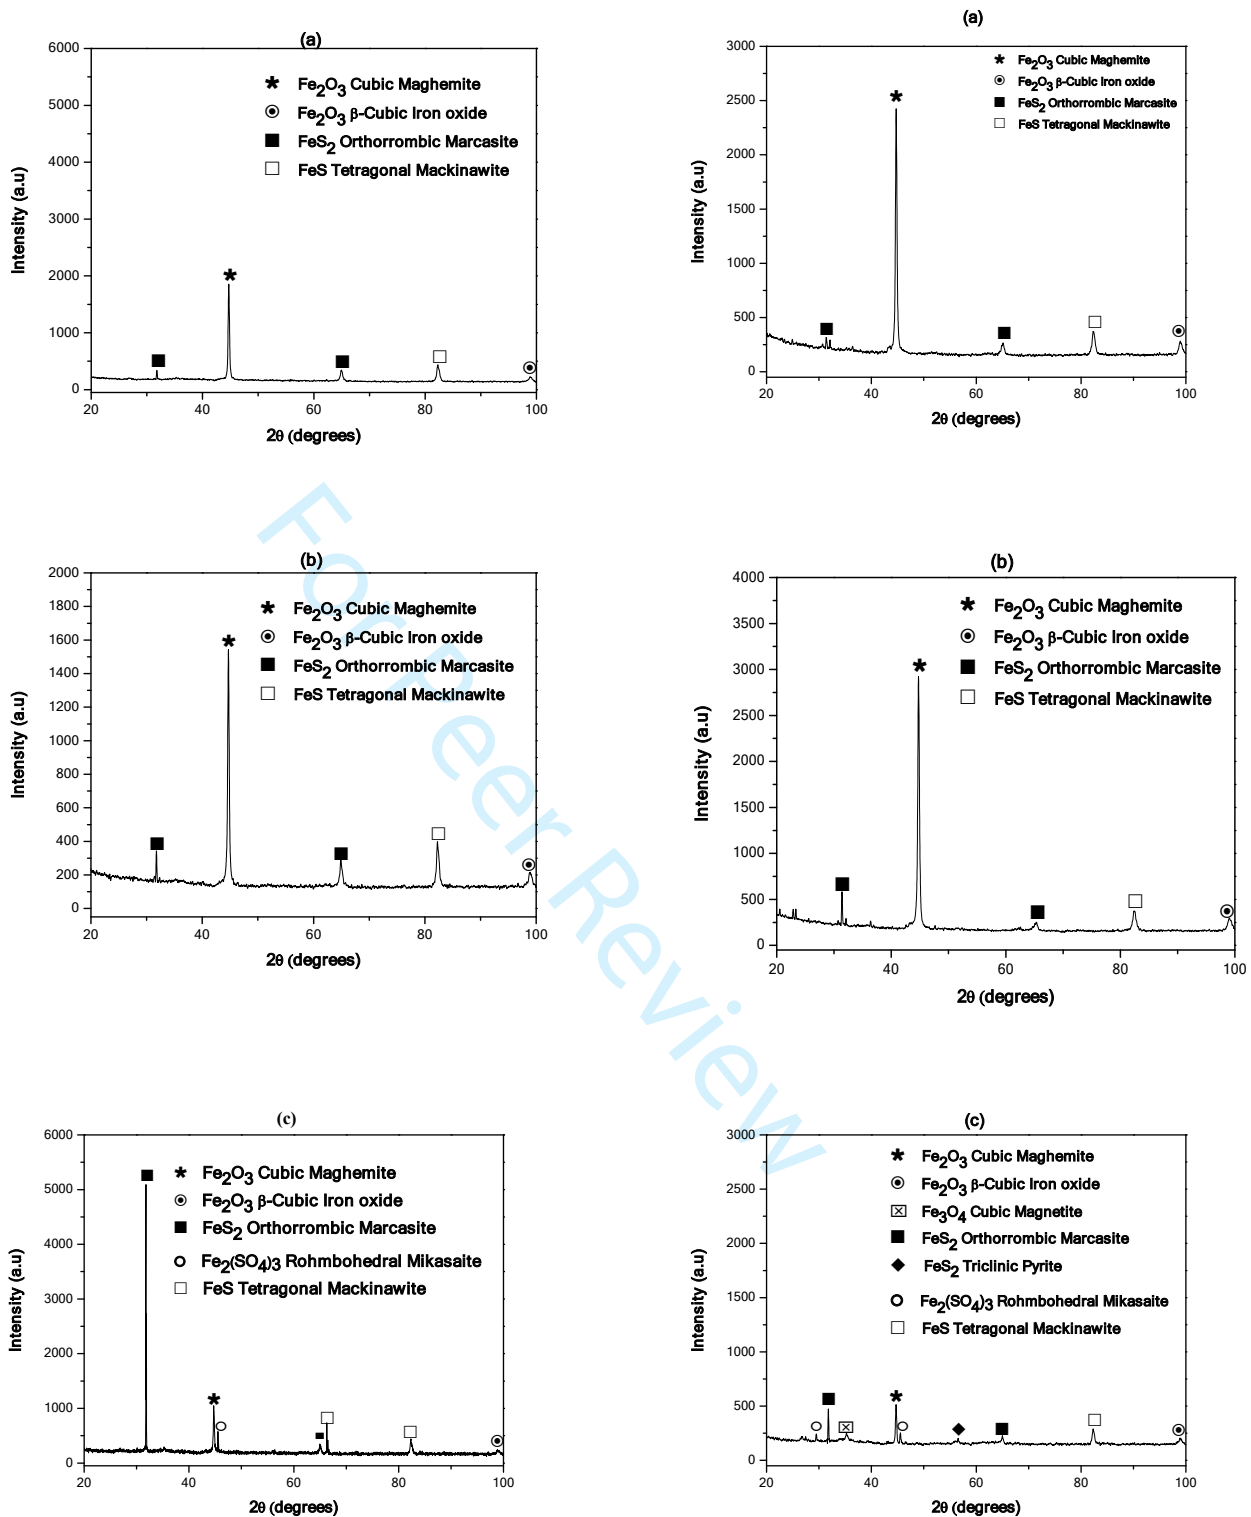 (a)
6000
5000
4000
3000
2000
1000
0
Intensity (a.u)
Fe2O3 Cubic Maghemite
Fe2O3 β-Cubic Iron oxide
FeS2 Orthorrombic Marcasite
FeS Tetragonal Mackinawite
20 40 60 80 100
2θ (degrees)
(a)
3000
2500
2000
1500
1000
500
0
Intensity (a.u)
Fe2O3 Cubic Maghemite
Fe2O3 β-Cubic Iron oxide
FeS2 Orthorrombic Marcasite
FeS Tetragonal Mackinawite
20 40 60 80 100
2θ (degrees)
(b)
2000
1800
1600
1400
1200
1000
800
600
400
200
0
Intensity (a.u)
Fe2O3 Cubic Maghemite
Fe2O3 β-Cubic Iron oxide
FeS2 Orthorrombic Marcasite
FeS Tetragonal Mackinawite
20 40 60 80 100
2θ (degrees)
(b)
4000
3500
3000
2500
2000
1500
1000
500
0
Intensity (a.u)
Fe2O3 Cubic Maghemite
Fe2O3 β-Cubic Iron oxide
FeS2 Orthorrombic Marcasite
FeS Tetragonal Mackinawite
20 40 60 80 100
2θ (degrees)
(c)
6000
5000
4000
3000
2000
1000
0
Intensity (a.u)
Fe2O3 Cubic Maghemite
Fe2O3 β-Cubic Iron oxide
FeS2 Orthorrombic Marcasite
Fe2(SO4)3 Rohmbohedral Mikasaite
FeS Tetragonal Mackinawite
20 40 60 80 100
2θ (degrees)
(c)
3000
2500
2000
1500
1000
500
0
Intensity (a.u)
Fe2O3 Cubic Maghemite
Fe2O3 β-Cubic Iron oxide
Fe3O4 Cubic Magnetite
FeS2 Orthorrombic Marcasite
FeS2 Triclinic Pyrite
Fe2(SO4)3 Rohmbohedral Mikasaite
FeS Tetragonal Mackinawite
20 40 60 80 100
2θ (degrees)
For Peer Review